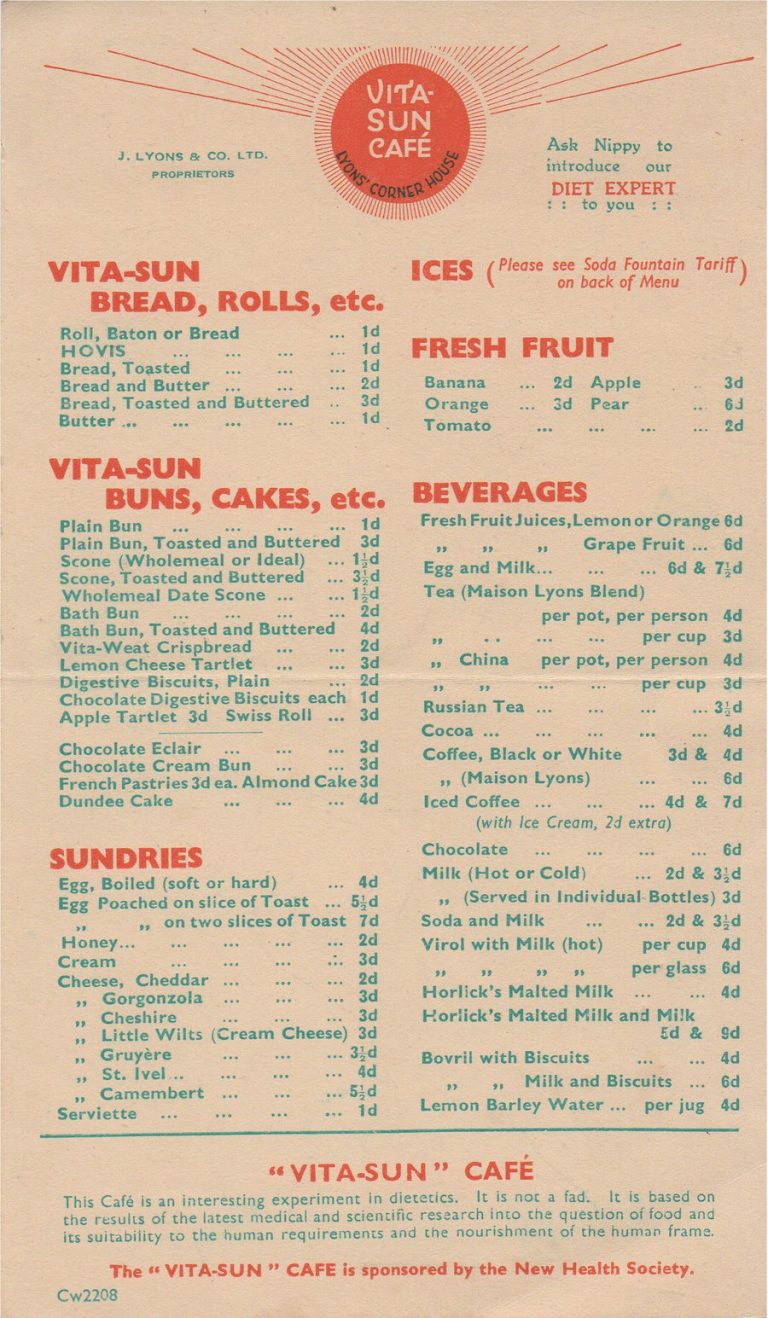 VITA-
SUN
CAFÉ
LYONS' CORNER HOUSE
J. LYONS & CO. LTD.
PROPRIETORS
Ask Nippy to
introduce our
DIET EXPERT
: : to you : :
VITA-SUN
BREAD, ROLLS, etc.
Roll, Baton or Bread ... 1d
HOVIS ... ... ... ... 1d
Bread, Toasted ... ... ... 1d
Bread and Butter ... ... ... 2d
Bread, Toasted and Buttered .. 3d
Butter ... ... ... ... ... 1d
VITA-SUN
BUNS, CAKES, etc.
Plain Bun ... ... ... ... 1d
Plain Bun, Toasted and Buttered 3d
Scone (Wholemeal or Ideal) ... 1½d
Scone, Toasted and Buttered ... 3½d
Wholemeal Date Scone ... ... 1½d
Bath Bun ... ... ... ... 2d
Bath Bun, Toasted and Buttered 4d
Vita-Weat Crispbread ... ... 2d
Lemon Cheese Tartlet ... ... 3d
Digestive Biscuits, Plain ... 2d
Chocolate Digestive Biscuits each 1d
Apple Tartlet 3d Swiss Roll ... 3d
Chocolate Eclair ... ... ... 3d
Chocolate Cream Bun ... ... 3d
French Pastries 3d ea. Almond Cake 3d
Dundee Cake ... ... ... 4d
SUNDRIES
Egg, Boiled (soft or hard) ... 4d
Egg Poached on slice of Toast ... 5½d
„ „ on two slices of Toast 7d
Honey... ... ... ... ... 2d
Cream ... ... ... ... 3d
Cheese, Cheddar ... ... ... 2d
„ Gorgonzola ... ... ... 3d
„ Cheshire ... ... ... 3d
„ Little Wilts (Cream Cheese) 3d
„ Gruyère ... ... ... 3½d
„ St. Ivel .. ... ... ... 4d
„ Camembert ... ... ... 5½d
Serviette ... ... ... ... 1d
ICES (Please see Soda Fountain Tariff
on back of Menu)
FRESH FRUIT
Banana ... 2d Apple .. 3d
Orange ... 3d Pear ... 6d
Tomato ... ... ... ... 2d
BEVERAGES
Fresh Fruit Juices, Lemon or Orange 6d
„ „ „ Grape Fruit ... 6d
Egg and Milk... ... ... 6d & 7½d
Tea (Maison Lyons Blend)
per pot, per person 4d
„ .. ... ... per cup 3d
„ China per pot, per person 4d
„ „ ... ... per cup 3d
Russian Tea ... ... ... ... 3½d
Cocoa ... ... ... ... ... 4d
Coffee, Black or White 3d & 4d
„ (Maison Lyons) ... ... 6d
Iced Coffee ... ... ... 4d & 7d
(with Ice Cream, 2d extra)
Chocolate ... ... ... ... 6d
Milk (Hot or Cold) ... 2d & 3½d
„ (Served in Individual Bottles) 3d
Soda and Milk ... ... 2d & 3½d
Virol with Milk (hot) per cup 4d
„ „ „ „ per glass 6d
Horlick's Malted Milk ... ... 4d
Horlick's Malted Milk and Milk
5d & 9d
Bovril with Biscuits ... ... 4d
„ „ Milk and Biscuits ... 6d
Lemon Barley Water ... per jug 4d
“VITA-SUN” CAFÉ
This Café is an interesting experiment in dietetics. It is not a fad. It is based on
the results of the latest medical and scientific research into the question of food and
its suitability to the human requirements and the nourishment of the human frame.
The “VITA-SUN” CAFE is sponsored by the New Health Society.
Cw2208